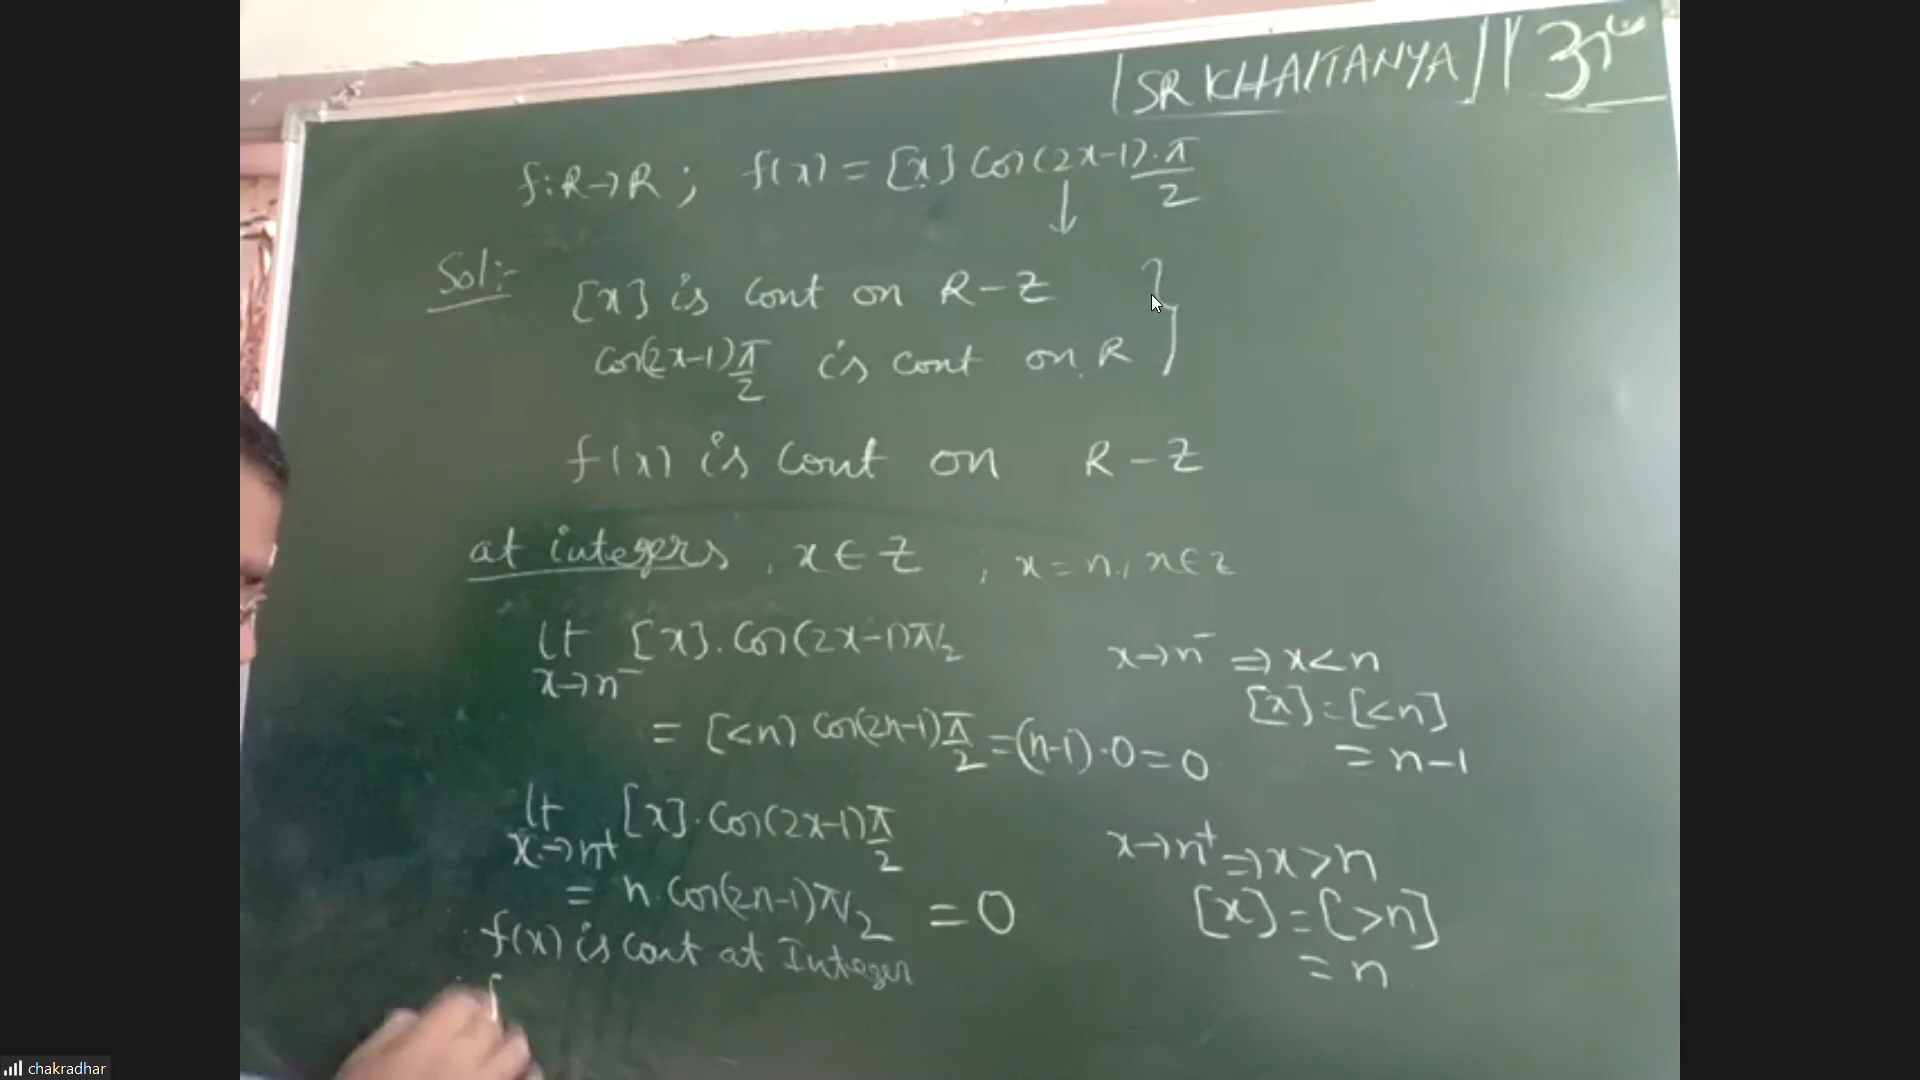 |SR KHAITANYA|
f:R→R ; f(x) = [x] Cos(2x-1)·π/2
Sol:-
[x] is cont on R-Z
cos(2x-1)π/2 is cont on R
f(x) is cont on R-Z
at integers, x∈Z ; x=n, n∈Z
Lt x→n⁻ [x]. Cos(2x-1)π/2
x→n⁻ ⇒ x<n
[x] = [<n]
= [<n] cos(2n-1)π/2 = (n-1)·0 = 0
= n-1
Lt x→n⁺ [x]. Cos(2x-1)π/2
x→n⁺ ⇒ x>n
= n. Cos(2n-1)π/2 = 0
[x] = [>n]
f(x) is cont at Integer
= n
chakradhar